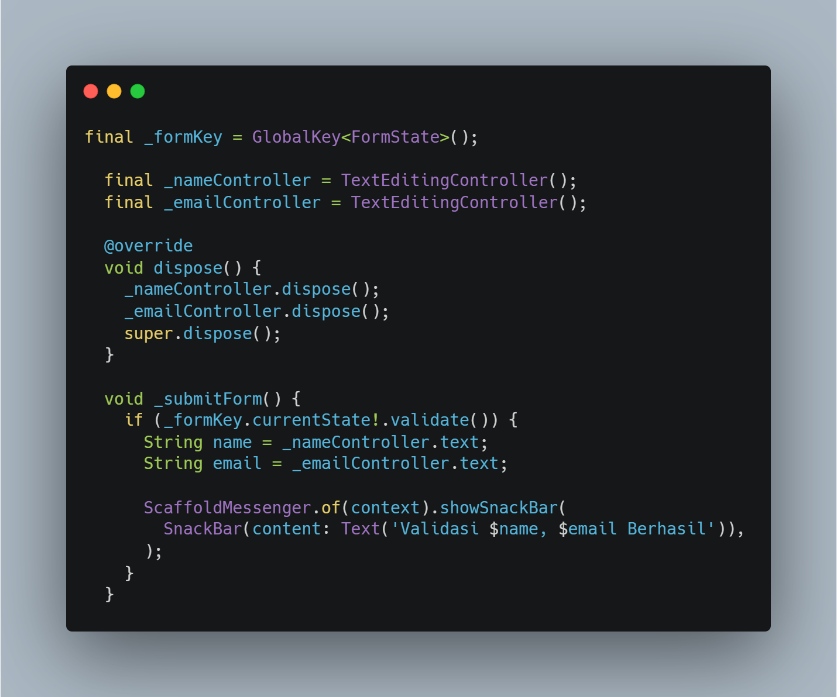 final _formKey = GlobalKey<FormState>();

  final _nameController = TextEditingController();
  final _emailController = TextEditingController();

  @override
  void dispose() {
    _nameController.dispose();
    _emailController.dispose();
    super.dispose();
  }

  void _submitForm() {
    if (_formKey.currentState!.validate()) {
      String name = _nameController.text;
      String email = _emailController.text;

      ScaffoldMessenger.of(context).showSnackBar(
        SnackBar(content: Text('Validasi $name, $email Berhasil')),
      );
    }
  }